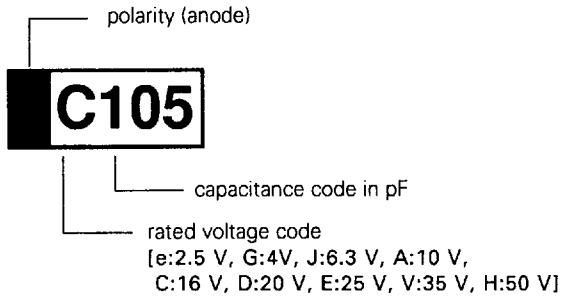 polarity (anode)
C105
capacitance code in pF
rated voltage code
[e:2.5 V, G:4V, J:6.3 V, A:10 V,
C:16 V, D:20 V, E:25 V, V:35 V, H:50 V]